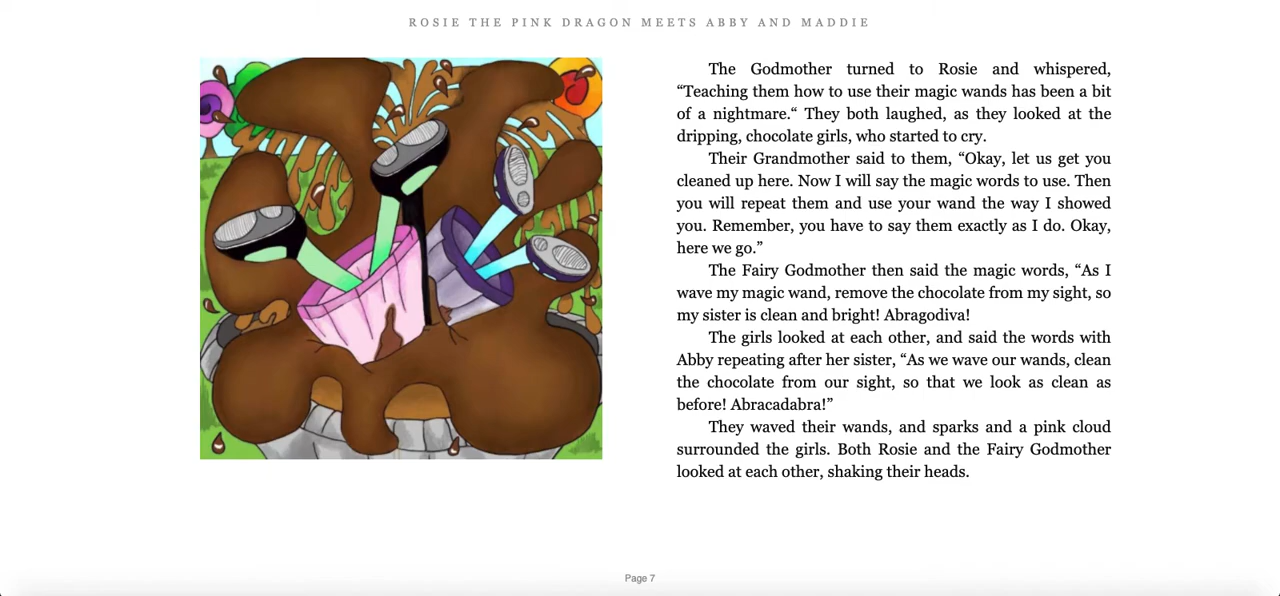 ROSIE THE PINK DRAGON MEETS ABBY AND MADDIE
The Godmother turned to Rosie and whispered,
“Teaching them how to use their magic wands has been a bit
of a nightmare.“ They both laughed, as they looked at the
dripping, chocolate girls, who started to cry.
Their Grandmother said to them, “Okay, let us get you
cleaned up here. Now I will say the magic words to use. Then
you will repeat them and use your wand the way I showed
you. Remember, you have to say them exactly as I do. Okay,
here we go.”
The Fairy Godmother then said the magic words, “As I
wave my magic wand, remove the chocolate from my sight, so
my sister is clean and bright! Abragodiva!
The girls looked at each other, and said the words with
Abby repeating after her sister, “As we wave our wands, clean
the chocolate from our sight, so that we look as clean as
before! Abracadabra!”
They waved their wands, and sparks and a pink cloud
surrounded the girls. Both Rosie and the Fairy Godmother
looked at each other, shaking their heads.
Page 7